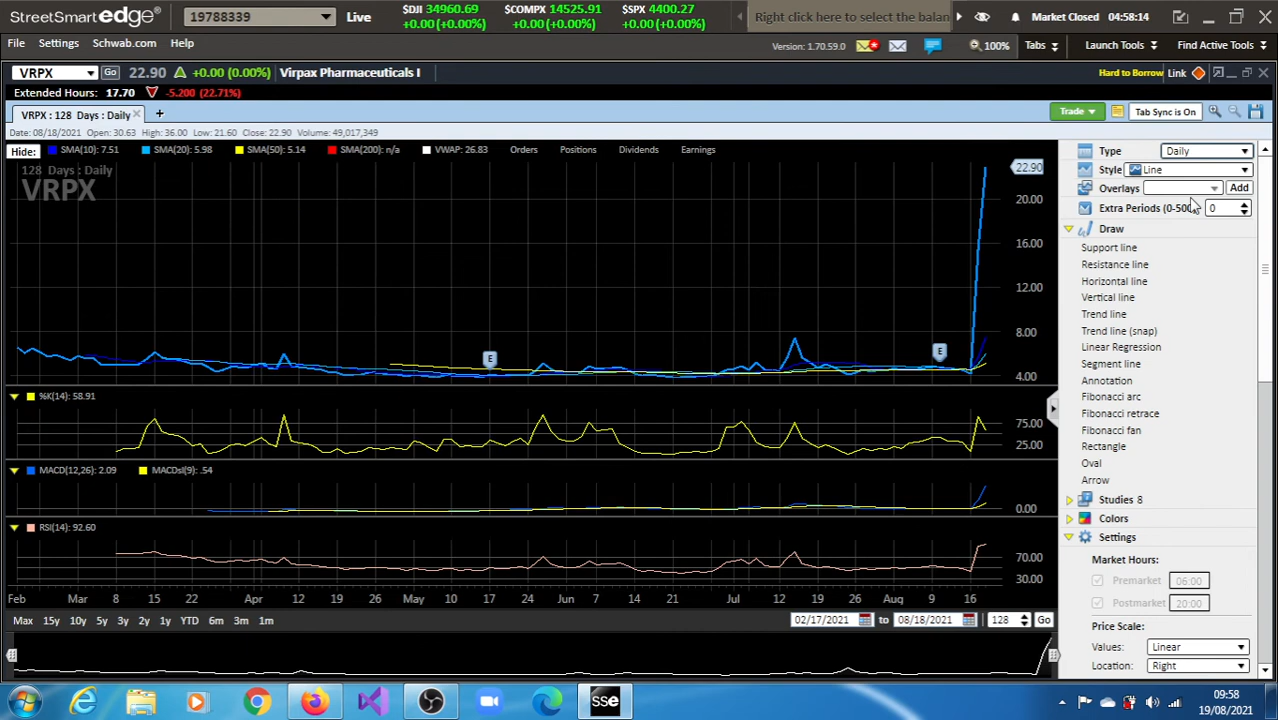 StreetSmart edge® 19788339 Live $DJI 34960.69 +0.00 (+0.00%) $COMPX 14525.91 +0.00 (+0.00%) $SPX 4400.27 +0.00 (+0.00%) Right click here to select the balan Market Closed 04:58:14
File Settings Schwab.com Help Version: 1.70.59.0 100% Tabs Launch Tools Find Active Tools
VRPX Go 22.90 +0.00 (0.00%) Virpax Pharmaceuticals I Hard to Borrow Link
Extended Hours: 17.70 -5.200 (22.71%)
VRPX : 128 Days : Daily Trade Tab Sync is On
Date: 08/18/2021 Open: 30.63 High: 36.00 Low: 21.60 Close: 22.90 Volume: 49,017,349
Hide: SMA(10): 7.51 SMA(20): 5.98 SMA(50): 5.14 SMA(200): n/a VWAP: 26.83 Orders Positions Dividends Earnings
128 Days : Daily
VRPX
22.90
20.00
16.00
12.00
8.00
4.00
E
E
%K(14): 58.91
75.00
25.00
MACD(12,26): 2.09 MACDsl(9): .54
0.00
RSI(14): 92.60
70.00
30.00
Feb Mar 8 15 22 Apr 12 19 26 May 10 17 24 Jun 7 14 21 Jul 12 19 26 Aug 9 16
Max 15y 10y 5y 3y 2y 1y YTD 6m 3m 1m 02/17/2021 to 08/18/2021 128 Go
Type Daily
Style Line
Overlays Add
Extra Periods (0-500 0
Draw
Support line
Resistance line
Horizontal line
Vertical line
Trend line
Trend line (snap)
Linear Regression
Segment line
Annotation
Fibonacci arc
Fibonacci retrace
Fibonacci fan
Rectangle
Oval
Arrow
Studies 8
Colors
Settings
Market Hours:
Premarket 06:00
Postmarket 20:00
Price Scale:
Values: Linear
Location: Right
sse
09:58
19/08/2021